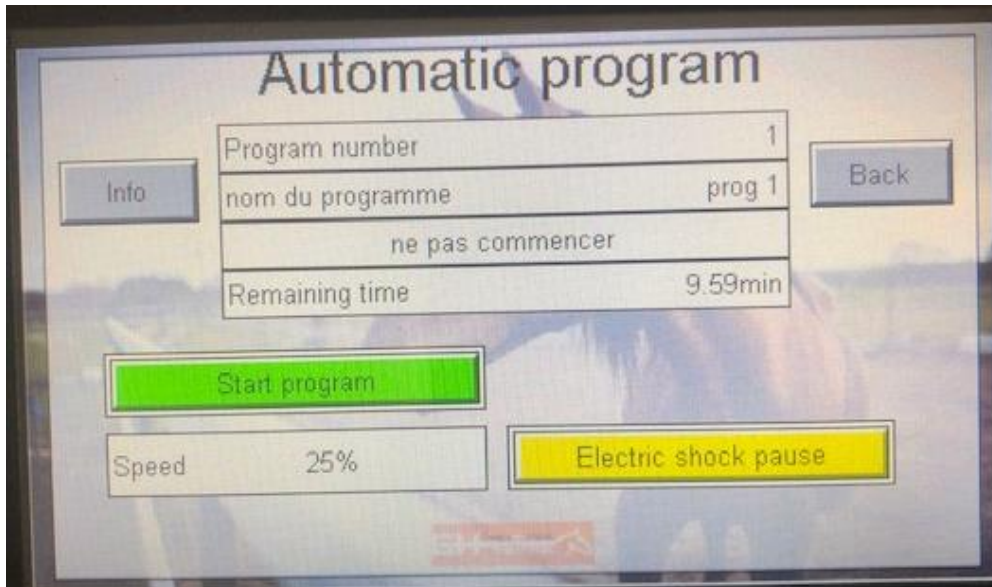 Automatic program
Program number 1
Info
Back
nom du programme prog 1
ne pas commencer
Remaining time 9.59min
Start program
Speed 25%
Electric shock pause